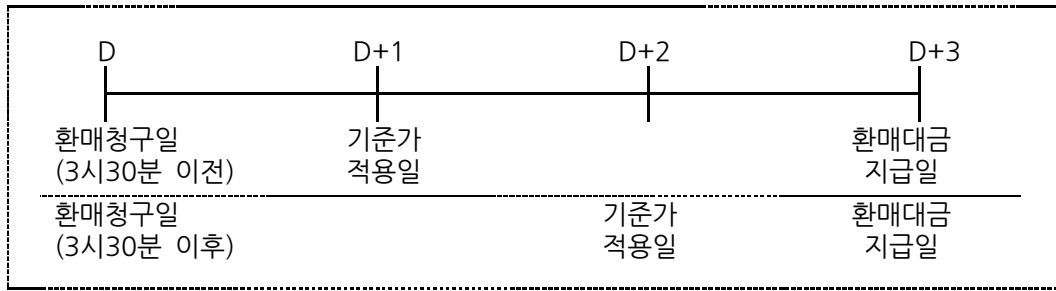 D D+1 D+2 D+3
환매청구일 기준가 환매대금
(3시30분 이전) 적용일 지급일
환매청구일 기준가 환매대금
(3시30분 이후) 적용일 지급일